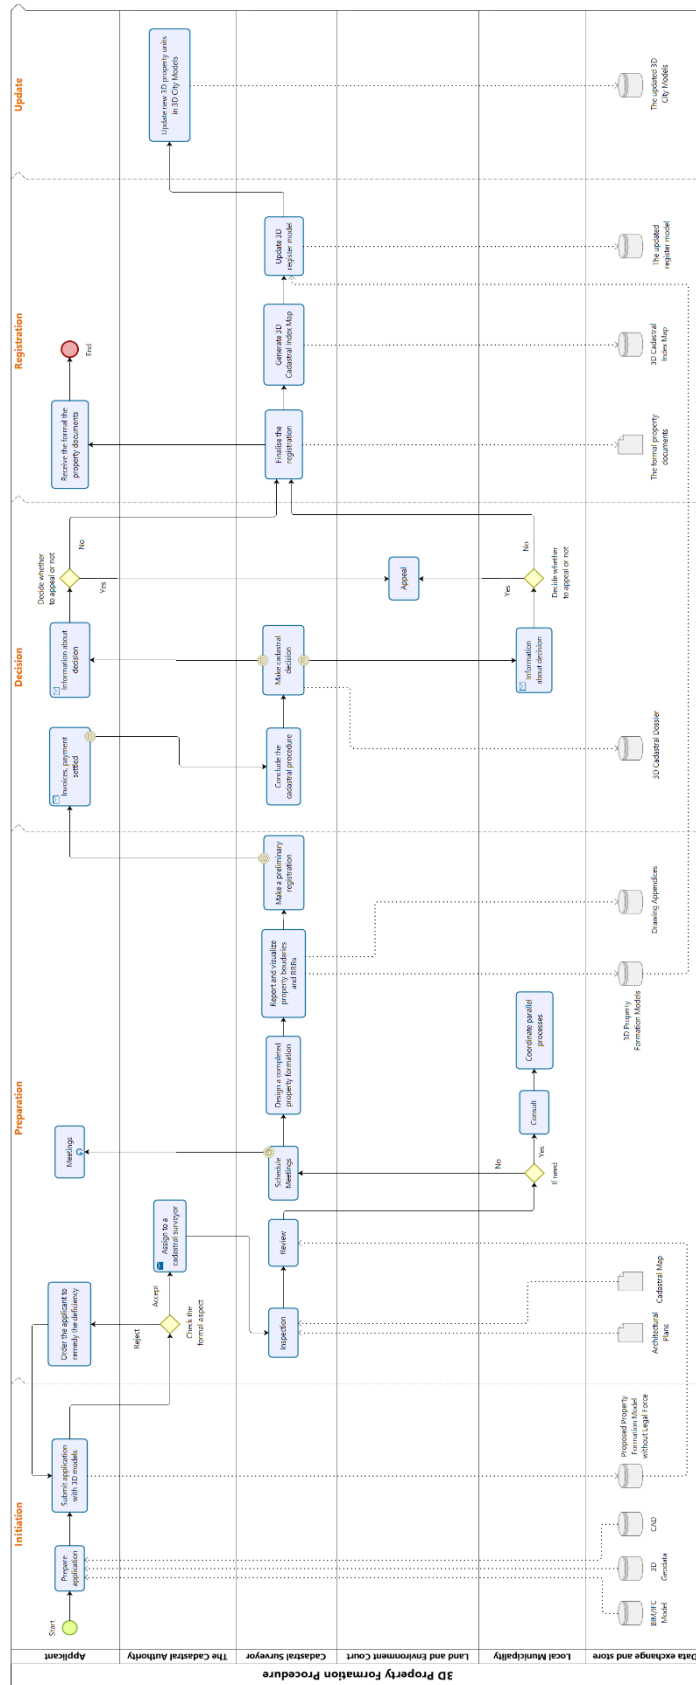 3D Property Formation Procedure
Initiation
Preparation
Decision
Registration
Update
Applicant
Start
Prepare
application
Submit application
with 3D models
Order the applicant to
remedy the deficiency
Meetings
Invoices, payment
settled
Information about
decision
Decide whether
to appeal or not
No
Yes
Receive the formal the
property documents
End
The Cadastral Authority
Reject
Accept
Check the
formal aspect
Assign to a
cadastral surveyor
Update new 3D property units
in 3D City Models
Cadastral Surveyor
Inspection
Review
Schedule
Meetings
Design a completed
property formation
Report and visualize
property boudaries
and RRRs
Make a preliminary
registration
Conclude the
cadastral procedure
Make cadastral
decision
Finalise the
registration
Generate 3D
Cadastral Index Map
Update 3D
register model
Land and Environment Court
Appeal
Local Municipality
No
Yes
If need
Consult
Coordinate parallel
processes
Information
about decision
Yes
No
Decide whether
to appeal or not
Data exchange and store
BIM/IFC
Model
3D
Geodata
CAD
Proposed Property
Formation Model
without Legal Force
Architectural
Plans
Cadastral Map
3D Property
Formation Models
Drawing Appendices
3D Cadastral Dossier
The formal property
documents
3D Cadastral
Index Map
The updated
register model
The updated 3D
City Models